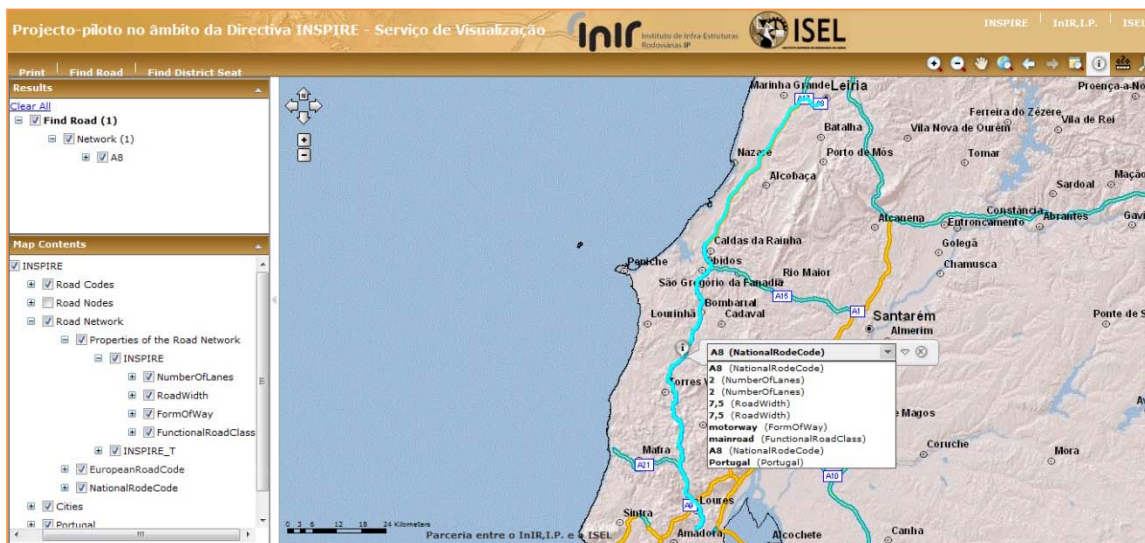 Projecto-piloto no âmbito da Directiva INSPIRE - Serviço de Visualização
InIR
Instituto de Infra-Estruturas
Rodoviárias IP
ISEL
INSPIRE
InIR,I.P.
ISEL
Print
Find Road
Find District Seat
Results
Clear All
Find Road (1)
Network (1)
A8
Map Contents
INSPIRE
Road Codes
Road Nodes
Road Network
Properties of the Road Network
INSPIRE
NumberOfLanes
RoadWidth
FormOfWay
FunctionalRoadClass
INSPIRE_T
EuropeanRoadCode
NationalRodeCode
Cities
Portugal
Marinha Grande
Leiria
A8
Batalha
Nazaré
Porto de Mós
Alcobaça
Vila Nova de Ourém
Ferreira do Zêzere
Vila de Rei
Proença-a-No
Tomar
Sardoal
Mação
Constância
Abrantes
Gavi
Alcanena
Entroncamento
Golegã
Chamusca
Caldas da Rainha
Peniche
Óbidos
Rio Maior
São Gregório da Fanadia
A15
A1
Bombarral
Lourinhã
Cadaval
Santarém
Almerim
Ponte de S
A8 (NationalRodeCode)
A8 (NationalRodeCode)
2 (NumberOfLanes)
2 (NumberOfLanes)
7,5 (RoadWidth)
7,5 (RoadWidth)
motorway (FormOfWay)
mainroad (FunctionalRoadClass)
A8 (NationalRodeCode)
Portugal (Portugal)
Torres
de Magos
Coruche
Mora
Mafra
A21
A10
Loures
Sintra
Amadora
Alcochete
Canha
0 3 6 12 18 24 Kilometers
Parceria entre o InIR,I.P. e o ISEL